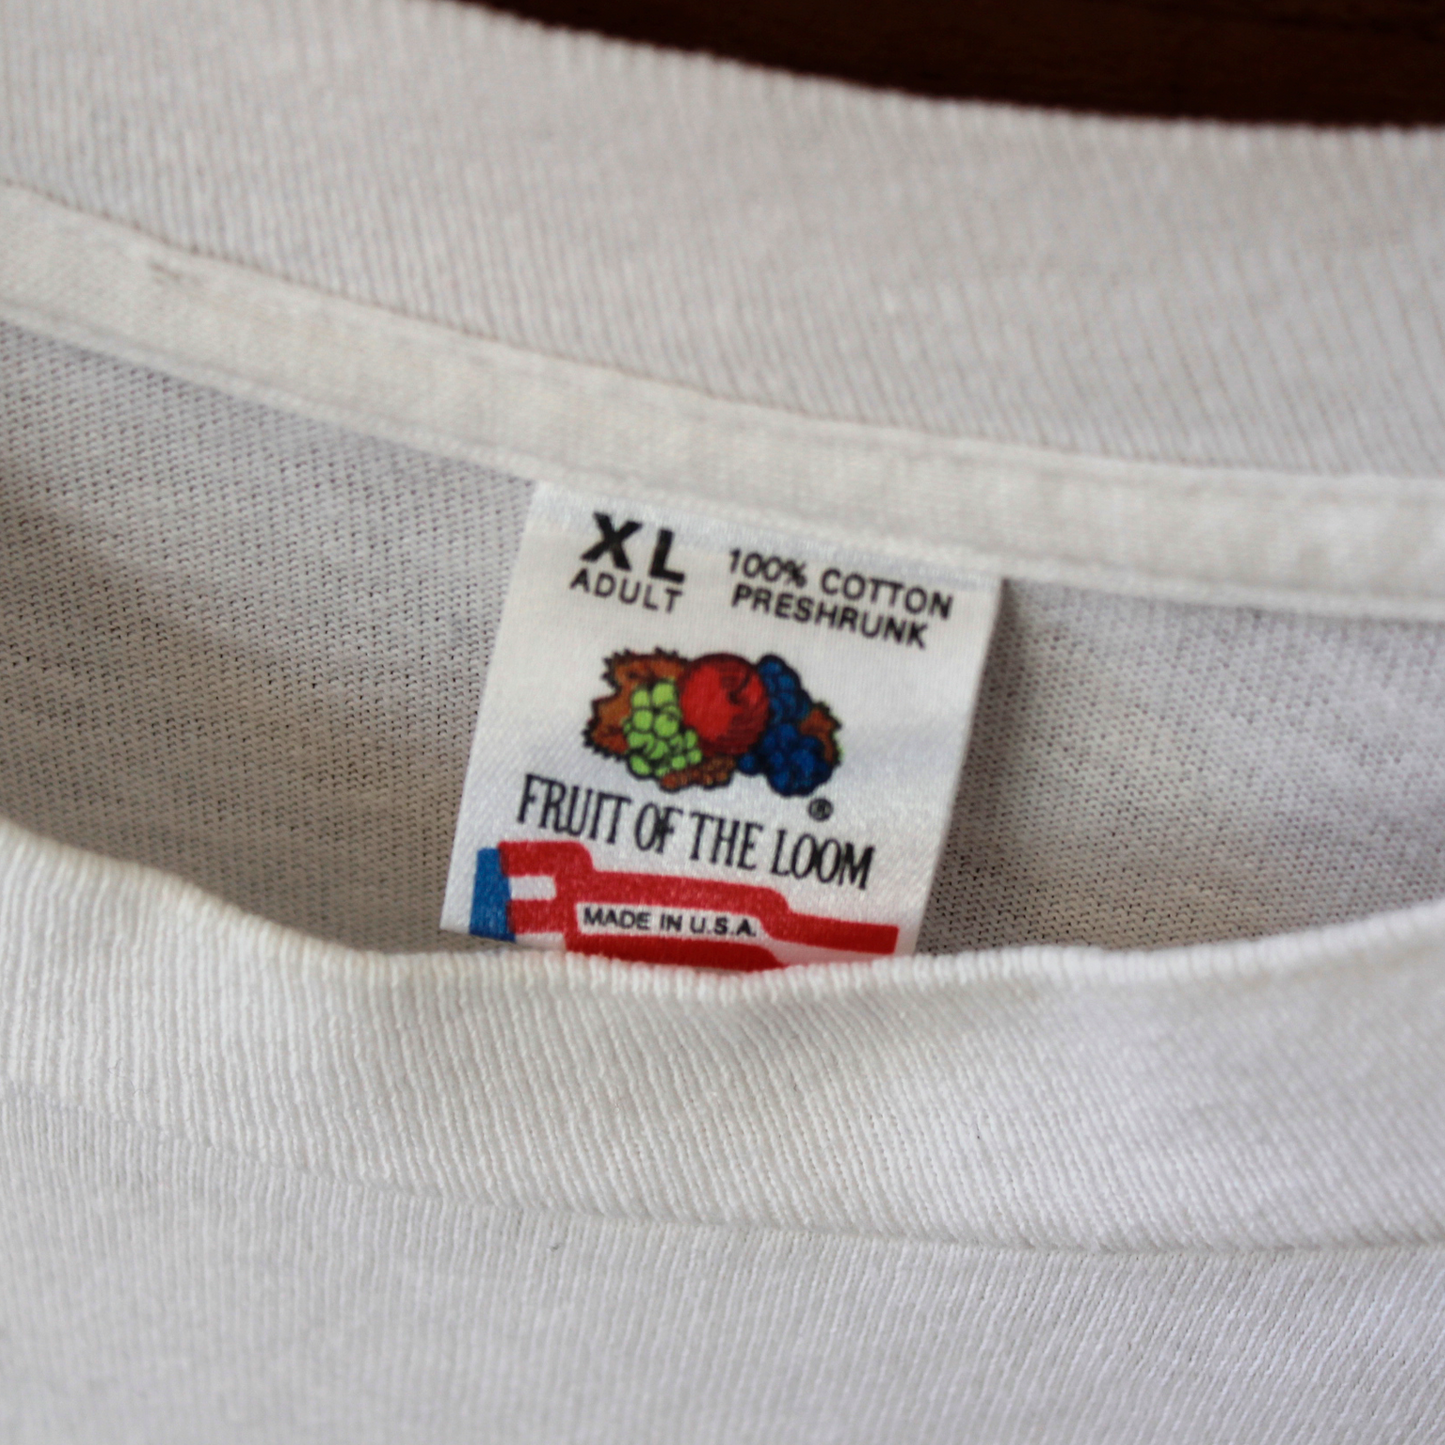 XL
ADULT
100% COTTON
PRESHRUNK
®
FRUIT OF THE LOOM
MADE IN U.S.A.